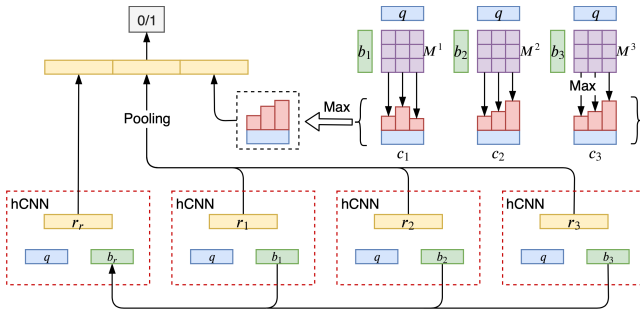 0/1
q
q
q
b₁
M¹
b₂
M²
b₃
M³
Max
Max
Pooling
c₁
c₂
c₃
hCNN
hCNN
hCNN
hCNN
rᵣ
r₁
r₂
r₃
q
bᵣ
q
b₁
q
b₂
q
b₃